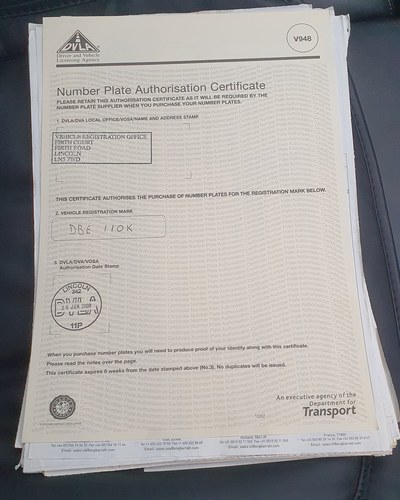 DVLA
Driver and Vehicle
Licensing Agency
V948
Number Plate Authorisation Certificate
PLEASE RETAIN THIS AUTHORISATION CERTIFICATE AS IT WILL BE REQUIRED BY THE
NUMBER PLATE SUPPLIER WHEN YOU PURCHASE YOUR NUMBER PLATES.
1. DVLA/DVA LOCAL OFFICE/VOSA/NAME AND ADDRESS STAMP
VEHICLE REGISTRATION OFFICE
FIRTH COURT
FIRTH ROAD
LINCOLN
LN5 7WD
THIS CERTIFICATE AUTHORISES THE PURCHASE OF NUMBER PLATES FOR THE REGISTRATION MARK BELOW.
2. VEHICLE REGISTRATION MARK
DBE 110K
3. DVLA/DVA/VOSA
Authorisation Date Stamp
LINCOLN
242
JUN
11P
When you purchase number plates you will need to produce proof of identity along with this certificate.
Please read the notes over the page.
This certificate expires 6 weeks from the date stamped above (No.3). No duplicates will be issued.
An executive agency of the
Department for
Transport